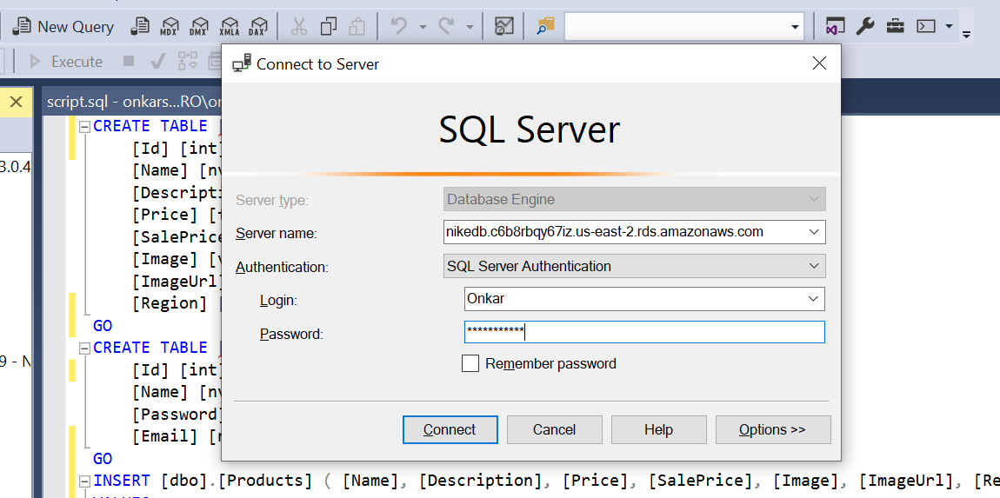 New Query MDX DMX XMLA DAX
Execute
Connect to Server
script.sql - onkars...RO\on
SQL Server
Server type: Database Engine
Server name: nikedb.c6b8rbqy67iz.us-east-2.rds.amazonaws.com
Authentication: SQL Server Authentication
Login: Onkar
Password: ***********
Remember password
Connect Cancel Help Options >>
3.0.4
9 - N
CREATE TABLE [
[Id] [int]
[Name] [nv
[Descripti
[Price] [
[SalePrice
[Image] [v
[ImageUrl]
[Region] [
GO
CREATE TABLE [
[Id] [int]
[Name] [nv
[Password]
[Email] [n
GO
INSERT [dbo].[Products] ( [Name], [Description], [Price], [SalePrice], [Image], [ImageUrl], [Re